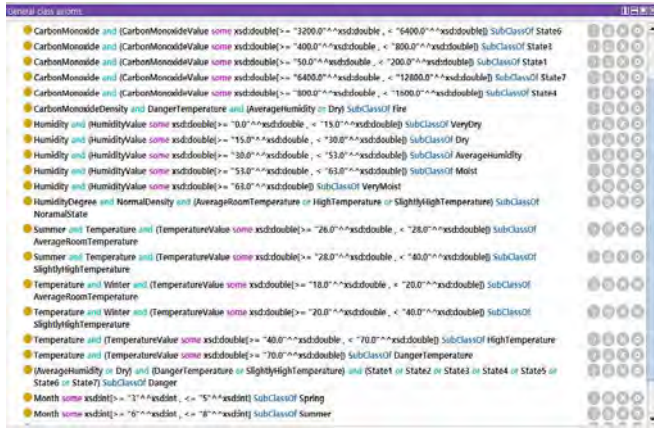 General class axioms
CarbonMonoxide and (CarbonMonoxideValue some xsd:double[>= "3200.0"^^xsd:double , < "6400.0"^^xsd:double]) SubClassOf State6
CarbonMonoxide and (CarbonMonoxideValue some xsd:double[>= "400.0"^^xsd:double , < "800.0"^^xsd:double]) SubClassOf State3
CarbonMonoxide and (CarbonMonoxideValue some xsd:double[>= "50.0"^^xsd:double , < "200.0"^^xsd:double]) SubClassOf State1
CarbonMonoxide and (CarbonMonoxideValue some xsd:double[>= "6400.0"^^xsd:double , < "12800.0"^^xsd:double]) SubClassOf State7
CarbonMonoxide and (CarbonMonoxideValue some xsd:double[>= "800.0"^^xsd:double , < "1600.0"^^xsd:double]) SubClassOf State4
CarbonMonoxideDensity and DangerTemperature and (AverageHumidity or Dry) SubClassOf Fire
Humidity and (HumidityValue some xsd:double[>= "0.0"^^xsd:double , < "15.0"^^xsd:double]) SubClassOf VeryDry
Humidity and (HumidityValue some xsd:double[>= "15.0"^^xsd:double , < "30.0"^^xsd:double]) SubClassOf Dry
Humidity and (HumidityValue some xsd:double[>= "30.0"^^xsd:double , < "53.0"^^xsd:double]) SubClassOf AverageHumidity
Humidity and (HumidityValue some xsd:double[>= "53.0"^^xsd:double , < "63.0"^^xsd:double]) SubClassOf Moist
Humidity and (HumidityValue some xsd:double[>= "63.0"^^xsd:double]) SubClassOf VeryMoist
HumidityDegree and NormalDensity and (AverageRoomTemperature or HighTemperature or SlightlyHighTemperature) SubClassOf
NoramalState
Summer and Temperature and (TemperatureValue some xsd:double[>= "26.0"^^xsd:double , < "28.0"^^xsd:double]) SubClassOf
AverageRoomTemperature
Summer and Temperature and (TemperatureValue some xsd:double[>= "28.0"^^xsd:double , < "40.0"^^xsd:double]) SubClassOf
SlightlyHighTemperature
Temperature and Winter and (TemperatureValue some xsd:double[>= "18.0"^^xsd:double , < "20.0"^^xsd:double]) SubClassOf
AverageRoomTemperature
Temperature and Winter and (TemperatureValue some xsd:double[>= "20.0"^^xsd:double , < "40.0"^^xsd:double]) SubClassOf
SlightlyHighTemperature
Temperature and (TemperatureValue some xsd:double[>= "40.0"^^xsd:double , < "70.0"^^xsd:double]) SubClassOf HighTemperature
Temperature and (TemperatureValue some xsd:double[>= "70.0"^^xsd:double]) SubClassOf DangerTemperature
(AverageHumidity or Dry) and (DangerTemperature or SlightlyHighTemperature) and (State1 or State2 or State3 or State4 or State5 or
State6 or State7) SubClassOf Danger
Month some xsd:int[>= "3"^^xsd:int , <= "5"^^xsd:int] SubClassOf Spring
Month some xsd:int[>= "6"^^xsd:int , <= "8"^^xsd:int] SubClassOf Summer